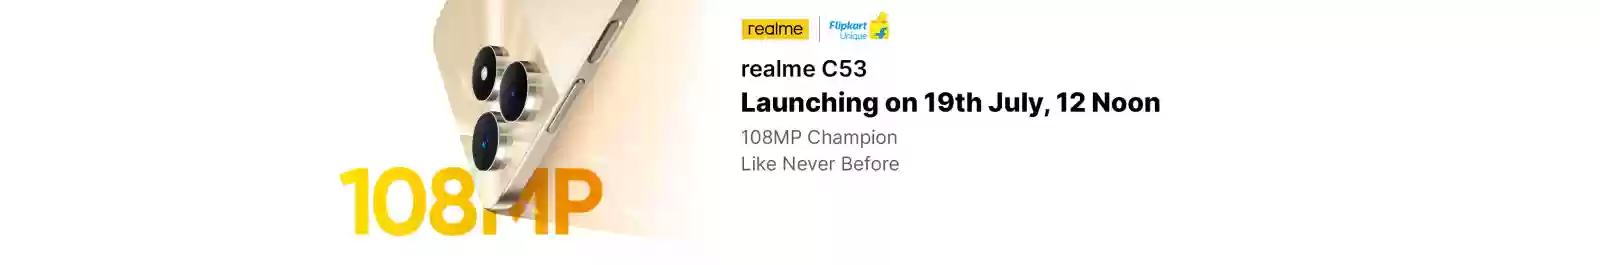 108MP
realme
Flipkart
Unique
realme C53
Launching on 19th July, 12 Noon
108MP Champion
Like Never Before